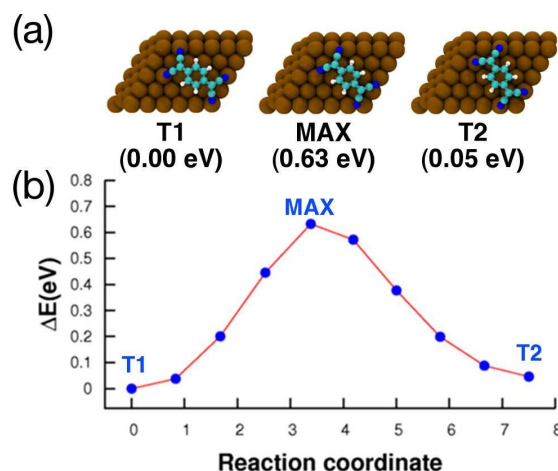 (a)
T1 MAX T2
(0.00 eV) (0.63 eV) (0.05 eV)
(b)
0.8
0.7
0.6
0.5
0.4
0.3
0.2
0.1
0
ΔE(eV)
T1
MAX
T2
0 1 2 3 4 5 6 7 8
Reaction coordinate